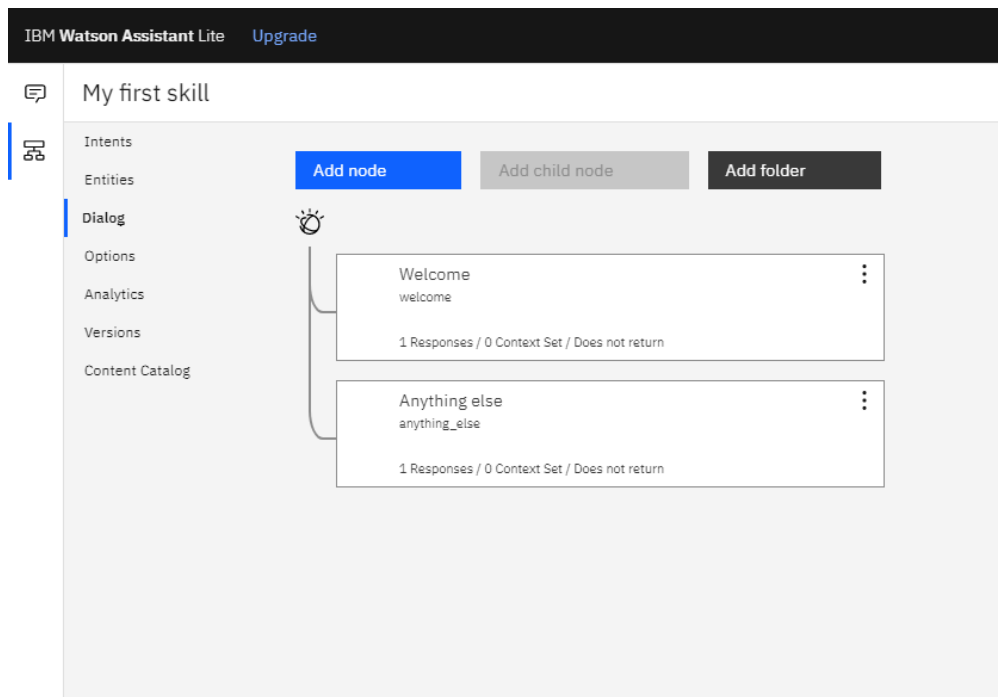 IBM Watson Assistant Lite Upgrade
My first skill
Intents
Entities
Dialog
Options
Analytics
Versions
Content Catalog
Add node
Add child node
Add folder
Welcome
welcome
1 Responses / 0 Context Set / Does not return
Anything else
anything_else
1 Responses / 0 Context Set / Does not return